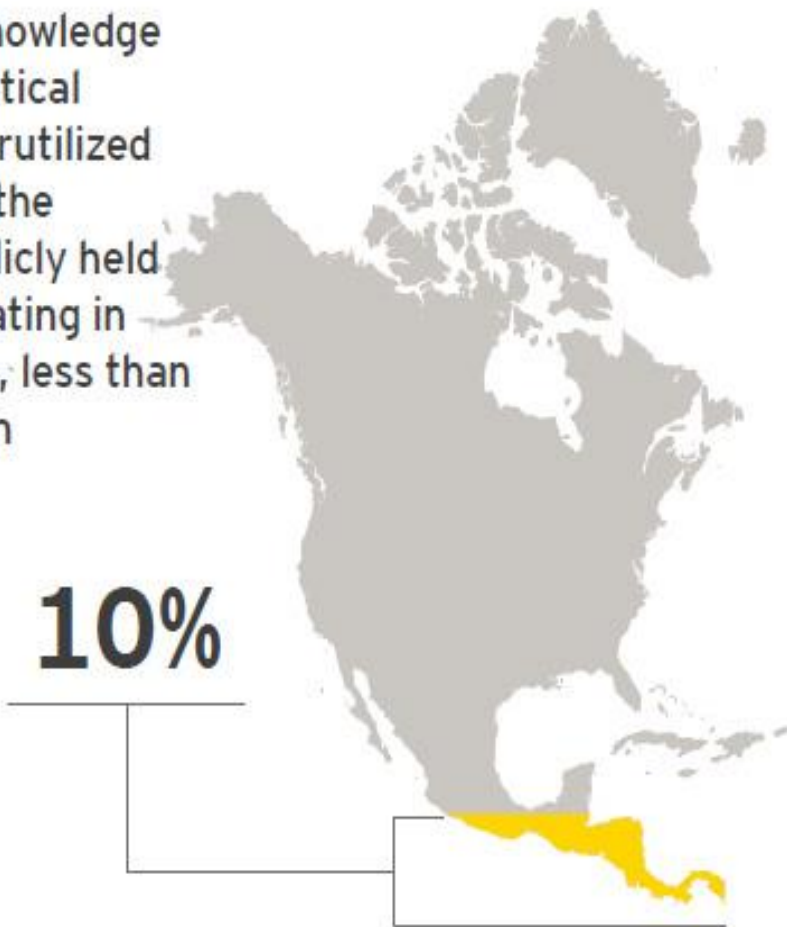 nowledge
tical
rutilized
the
licly held
ating in
, less than
n
10%